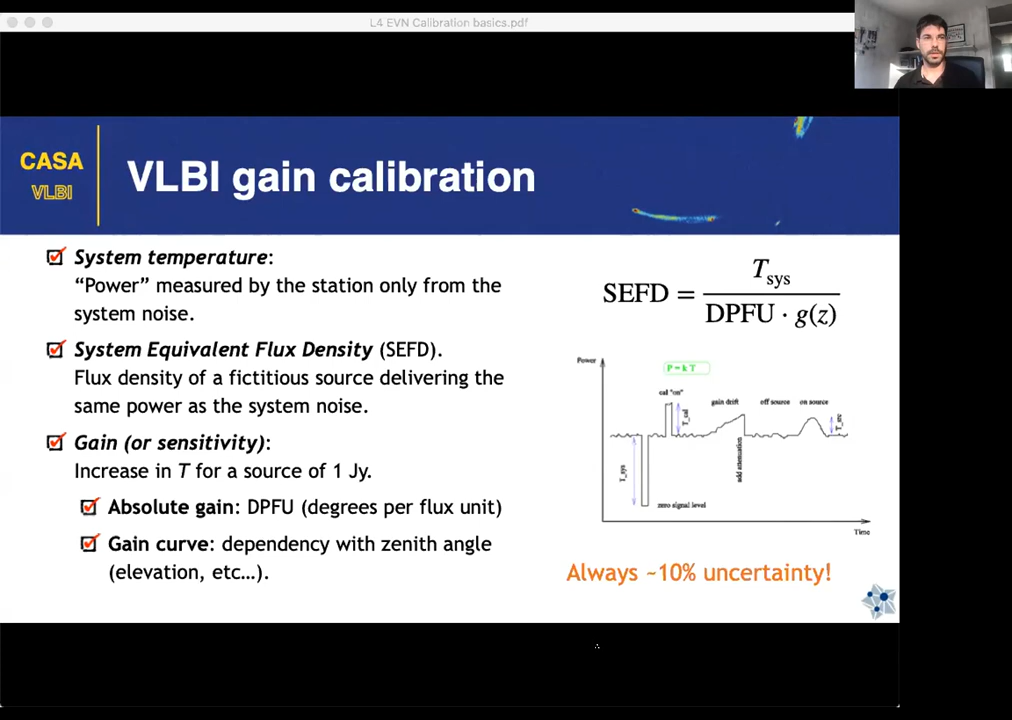 L4 EVN Calibration basics.pdf
CASA
VLBI
VLBI gain calibration
System temperature:
“Power” measured by the station only from the
system noise.
System Equivalent Flux Density (SEFD).
Flux density of a fictitious source delivering the
same power as the system noise.
Gain (or sensitivity):
Increase in T for a source of 1 Jy.
Absolute gain: DPFU (degrees per flux unit)
Gain curve: dependency with zenith angle
(elevation, etc…).
SEFD = Tsys / DPFU · g(z)
Power
P = k T
cal "on"
gain drift
off source
on source
T_cal
T_src
T_sys
add attenuation
zero signal level
Time
Always ~10% uncertainty!